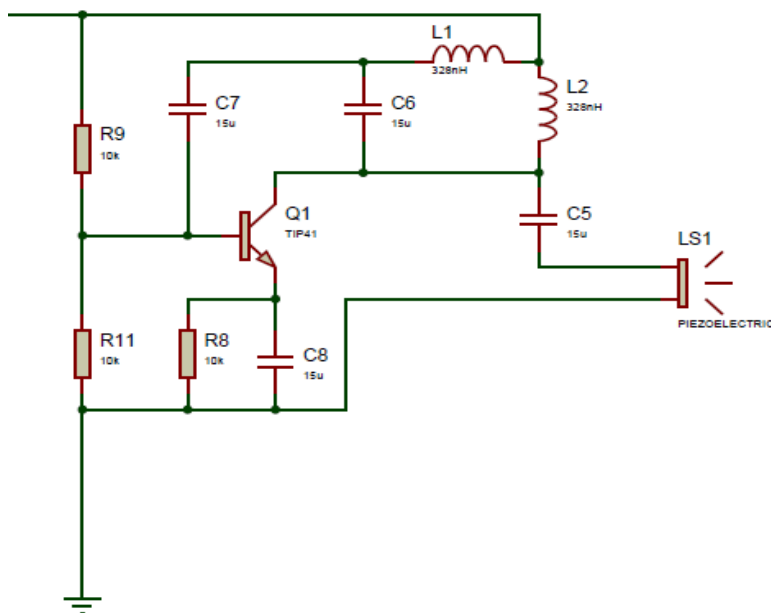 L1
328nH
L2
328nH
C7
15u
C6
15u
R9
10k
Q1
TIP41
C5
15u
LS1
PIEZOELECTRIC
R11
10k
R8
10k
C8
15u